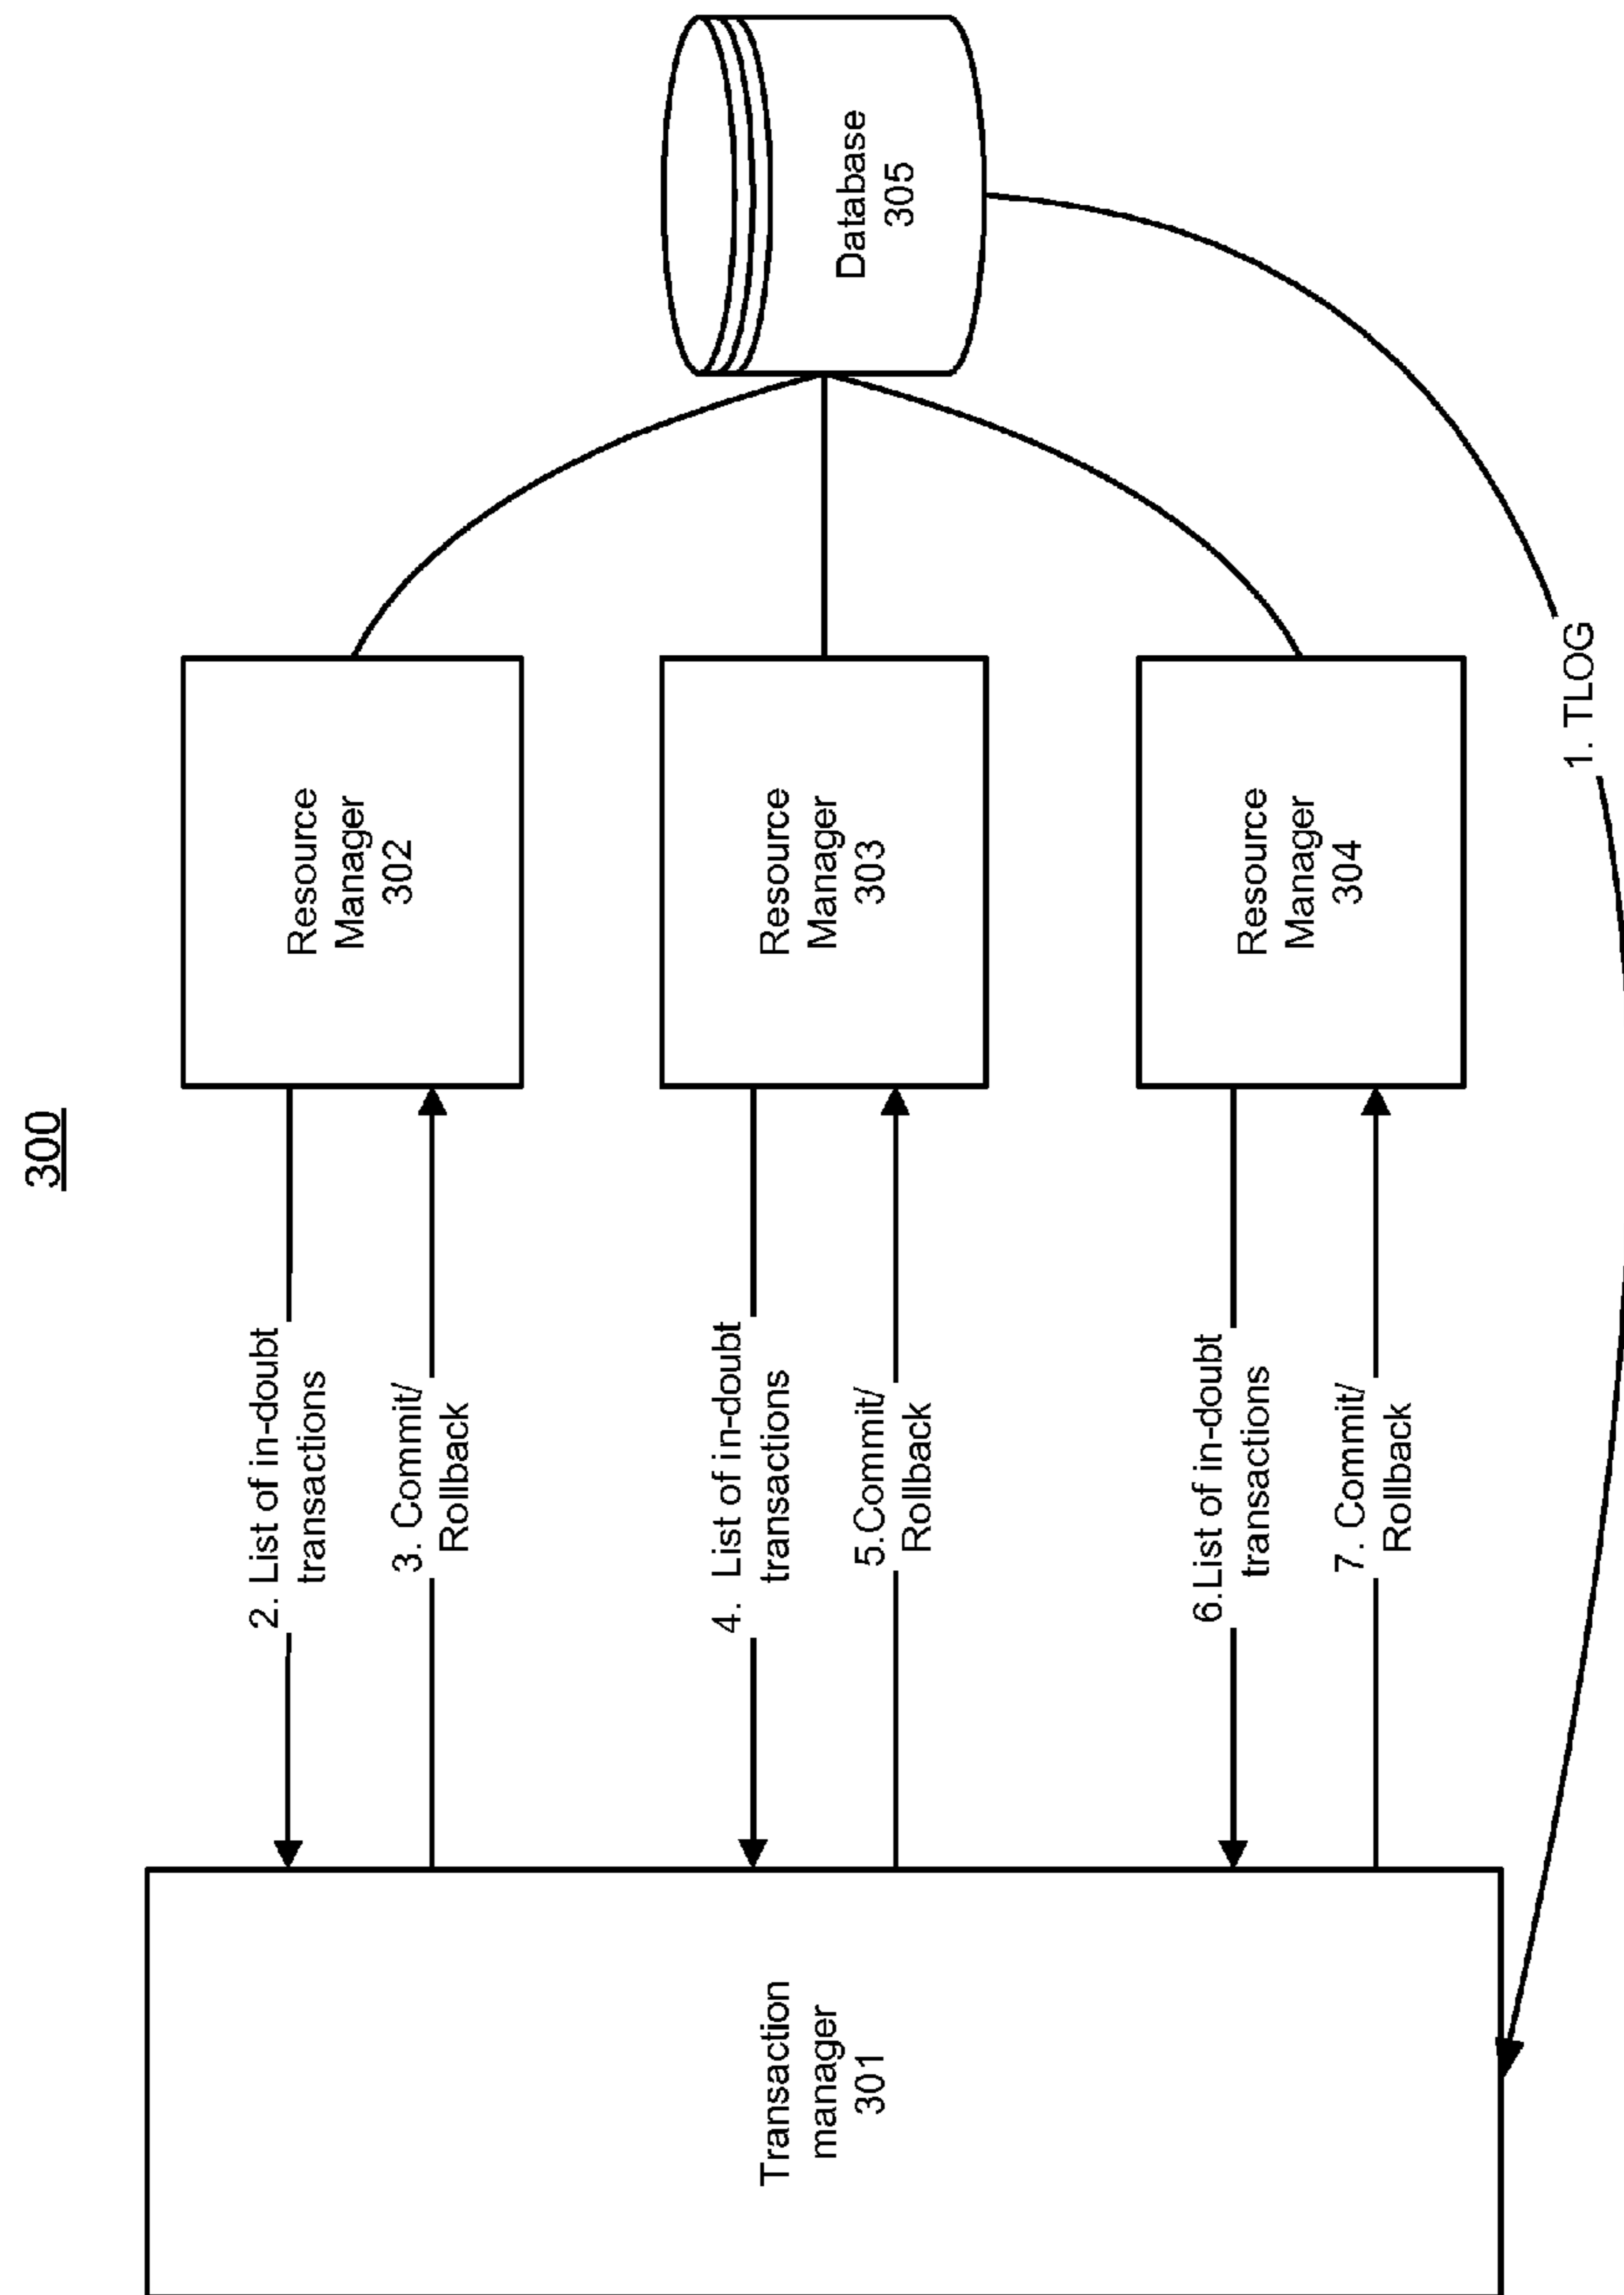 300
Transaction
manager
301
2. List of in-doubt
transactions
3. Commit/
Rollback
4. List of in-doubt
transactions
5.Commit/
Rollback
6.List of in-doubt
transactions
7. Commit/
Rollback
Resource
Manager
302
Resource
Manager
303
Resource
Manager
304
Database
305
1. TLOG